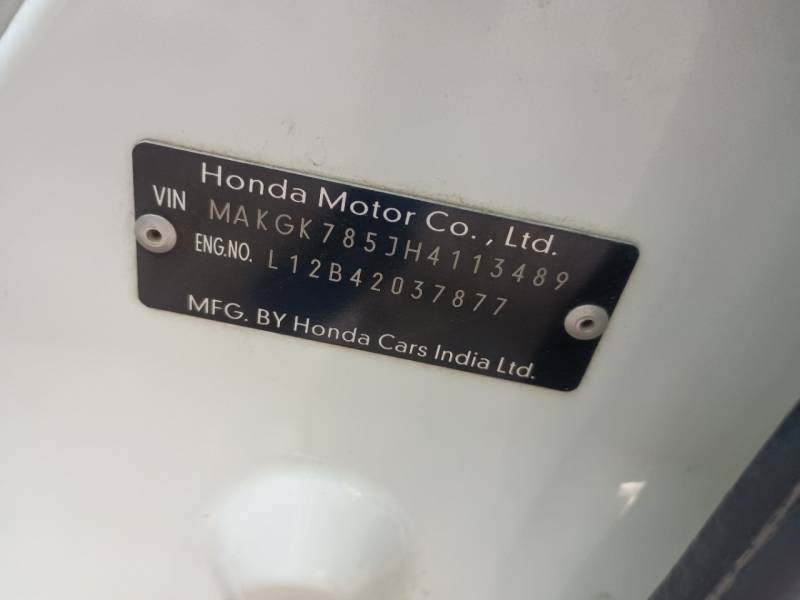 Honda Motor Co., Ltd.
VIN MAKGK785JH4113489
ENG.NO. L12B42037877
MFG. BY Honda Cars India Ltd.